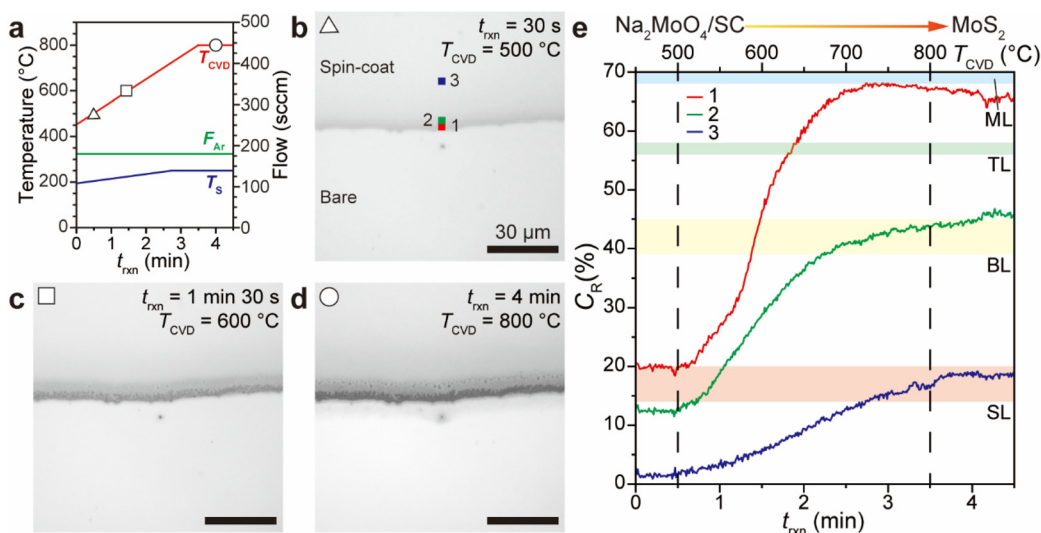 a
Temperature (°C)
1000
800
600
400
200
0
T_CVD
F_Ar
T_S
500
400
300
200
100
0
Flow (sccm)
0 1 2 3 4
t_rxn (min)
b
t_rxn = 30 s
T_CVD = 500 °C
Spin-coat
3
2
1
Bare
30 µm
c
t_rxn = 1 min 30 s
T_CVD = 600 °C
d
t_rxn = 4 min
T_CVD = 800 °C
e
Na₂MoO₄/SC
MoS₂
500 600 700 800 T_CVD (°C)
C_R (%)
70
60
50
40
30
20
10
0
1
2
3
ML
TL
BL
SL
0 1 2 3 4
t_rxn (min)